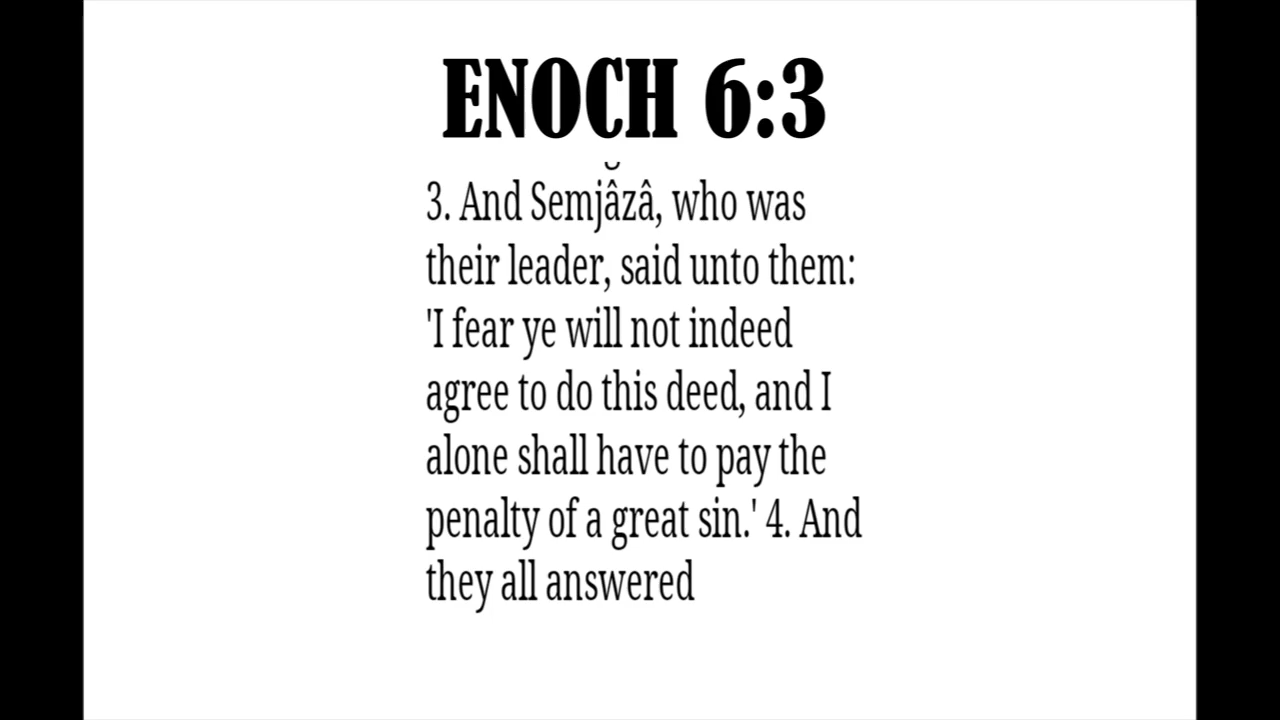 ENOCH 6:3
3. And Semjâzâ, who was
their leader, said unto them:
'I fear ye will not indeed
agree to do this deed, and I
alone shall have to pay the
penalty of a great sin.' 4. And
they all answered